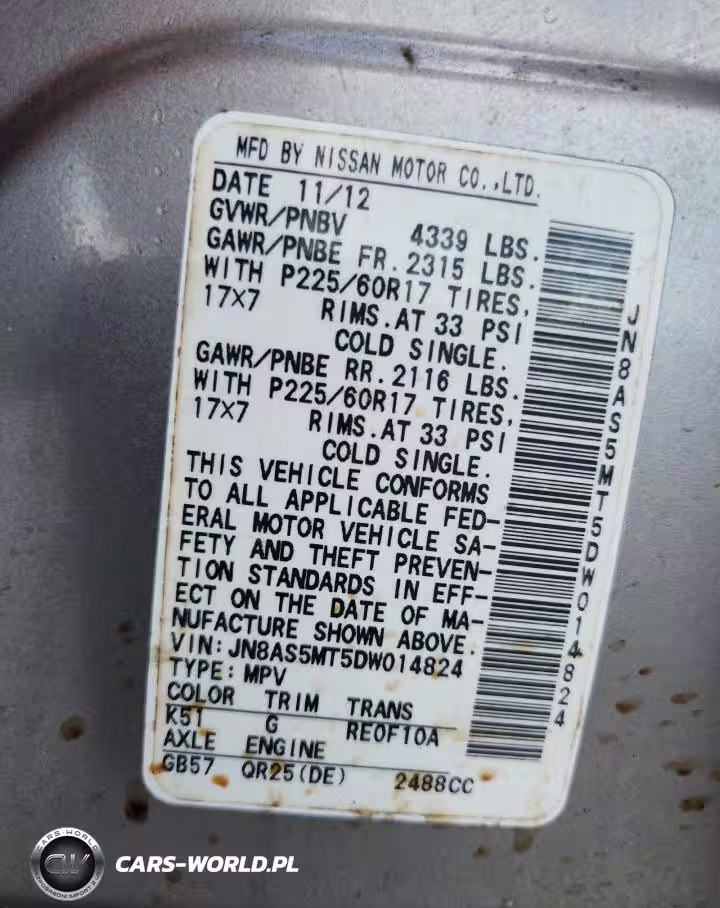 MFD BY NISSAN MOTOR CO.,LTD.
DATE 11/12
GVWR/PNBV 4339 LBS.
GAWR/PNBE FR. 2315 LBS.
WITH P225/60R17 TIRES,
17X7 RIMS.AT 33 PSI
COLD SINGLE.
GAWR/PNBE RR. 2116 LBS.
WITH P225/60R17 TIRES,
17X7 RIMS.AT 33 PSI
COLD SINGLE.
THIS VEHICLE CONFORMS
TO ALL APPLICABLE FED-
ERAL MOTOR VEHICLE SA-
FETY AND THEFT PREVEN-
TION STANDARDS IN EFF-
ECT ON THE DATE OF MA-
NUFACTURE SHOWN ABOVE.
VIN:JN8AS5MT5DW014824
TYPE:MPV
COLOR TRIM TRANS
K51 G RE0F10A
AXLE ENGINE
GB57 QR25(DE) 2488CC
JN8AS5MT5DW014824
CARS-WORLD
CW
CARS-WORLD.PL